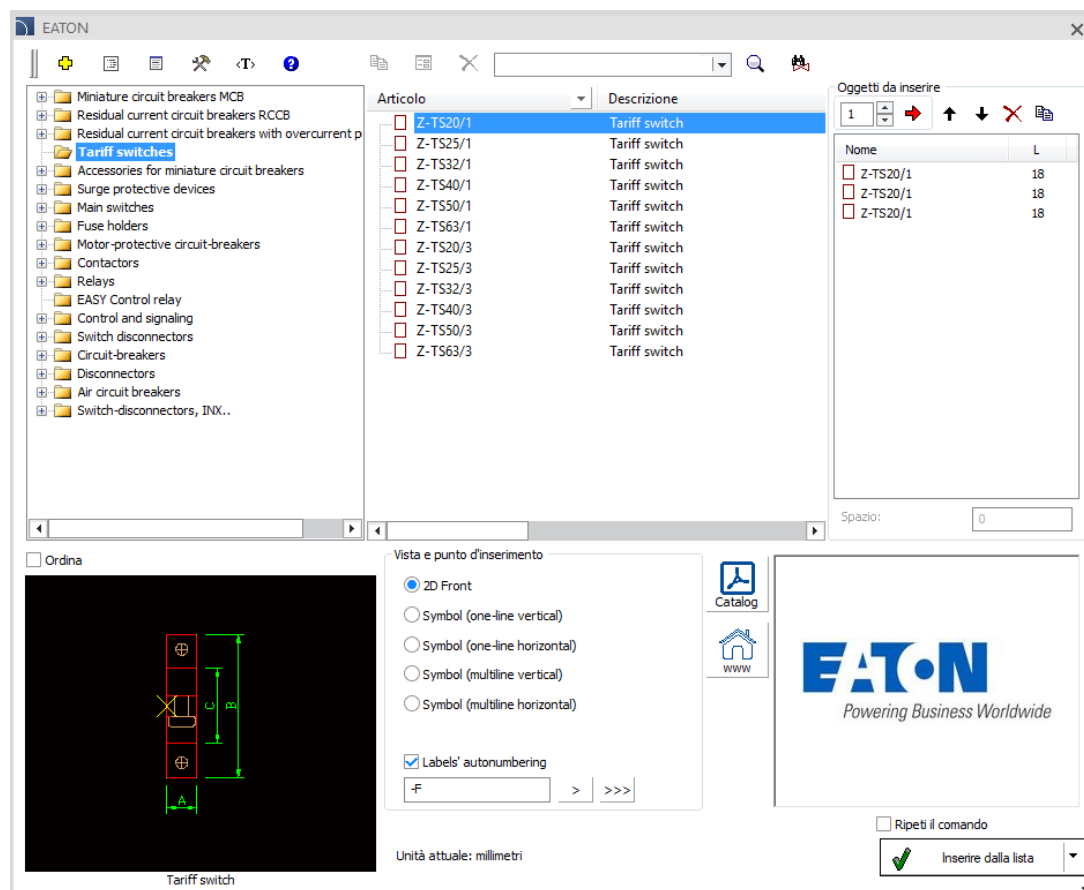 EATON
<T>
Miniature circuit breakers MCB
Residual current circuit breakers RCCB
Residual current circuit breakers with overcurrent p
Tariff switches
Accessories for miniature circuit breakers
Surge protective devices
Main switches
Fuse holders
Motor-protective circuit-breakers
Contactors
Relays
EASY Control relay
Control and signaling
Switch disconnectors
Circuit-breakers
Disconnectors
Air circuit breakers
Switch-disconnectors, INX..
Articolo Descrizione
Z-TS20/1 Tariff switch
Z-TS25/1 Tariff switch
Z-TS32/1 Tariff switch
Z-TS40/1 Tariff switch
Z-TS50/1 Tariff switch
Z-TS63/1 Tariff switch
Z-TS20/3 Tariff switch
Z-TS25/3 Tariff switch
Z-TS32/3 Tariff switch
Z-TS40/3 Tariff switch
Z-TS50/3 Tariff switch
Z-TS63/3 Tariff switch
Oggetti da inserire
1
Nome L
Z-TS20/1 18
Z-TS20/1 18
Z-TS20/1 18
Spazio: 0
Ordina
C
B
A
Tariff switch
Vista e punto d'inserimento
2D Front
Symbol (one-line vertical)
Symbol (one-line horizontal)
Symbol (multiline vertical)
Symbol (multiline horizontal)
Labels' autonumbering
-F > >>>
Unità attuale: millimetri
Catalog
www
EATON
Powering Business Worldwide
Ripeti il comando
Inserire dalla lista